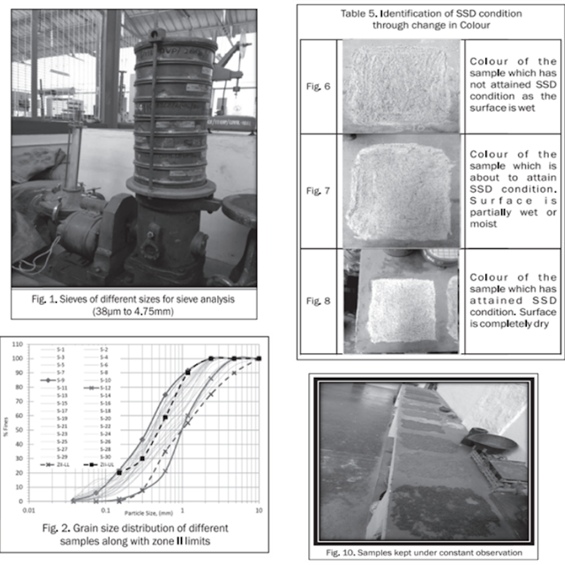 Fig. 1. Sieves of different sizes for sieve analysis
(38µm to 4.75mm)
110
100
90
80
70
60
50
40
30
20
10
0
% Fines
S-1 S-2
S-3 S-4
S-5 S-6
S-7 S-8
S-9 S-10
S-11 S-12
S-13 S-14
S-15 S-16
S-17 S-18
S-19 S-20
S-21 S-22
S-23 S-24
S-25 S-26
S-27 S-28
S-29 S-30
ZII-LL ZII-UL
0.01 0.1 1 10
Particle Size, (mm)
Fig. 2. Grain size distribution of different
samples along with zone II limits
Table 5. Identification of SSD condition
through change in Colour
Fig. 6
Colour of the
sample which has
not attained SSD
condition as the
surface is wet
Fig. 7
Colour of the
sample which is
about to attain
SSD condition.
Surface is
partially wet or
moist
Fig. 8
Colour of the
sample which has
attained SSD
condition. Surface
is completely dry
Fig. 10. Samples kept under constant observation